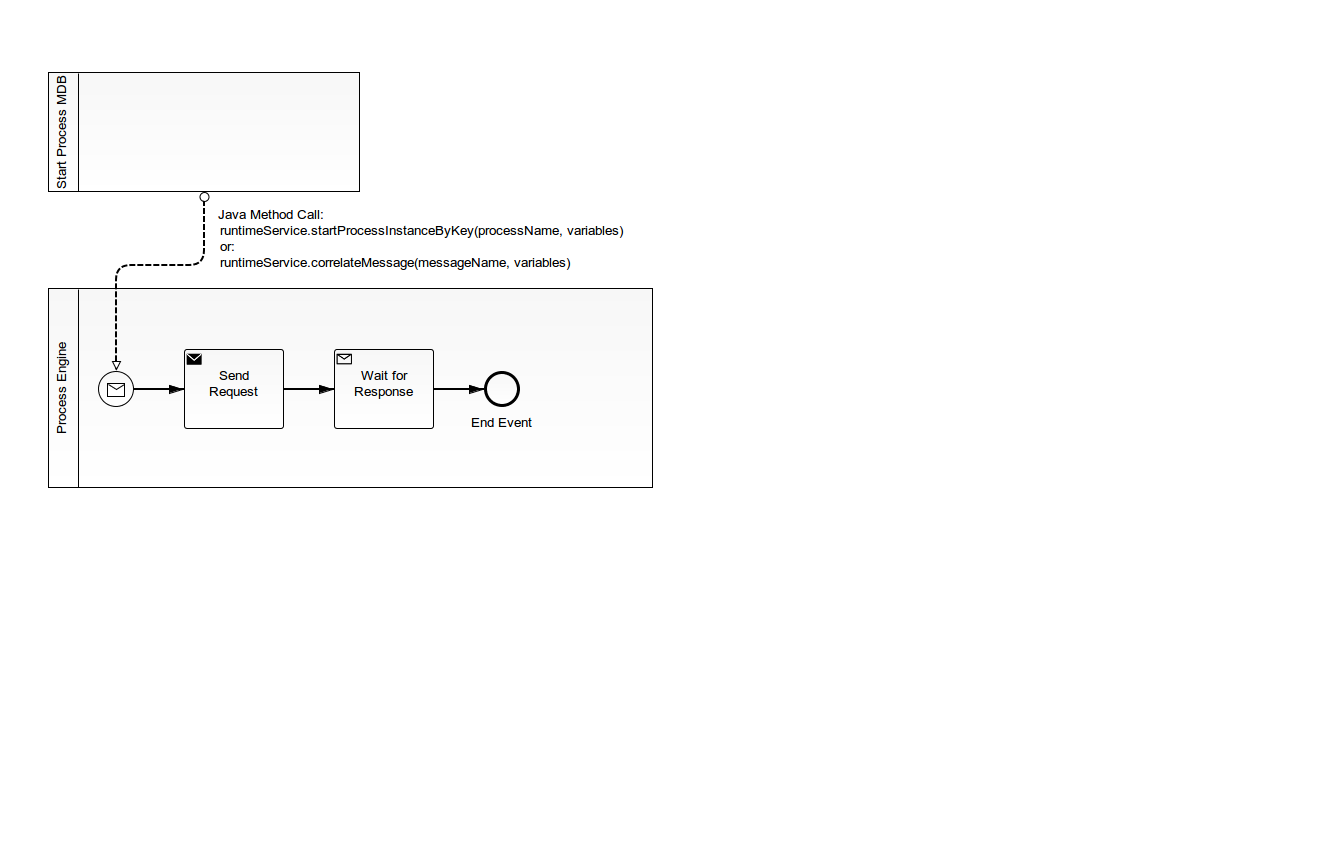 Start Process MDB
Java Method Call:
runtimeService.startProcessInstanceByKey(processName, variables)
or:
runtimeService.correlateMessage(messageName, variables)
Process Engine
Send
Request
Wait for
Response
End Event